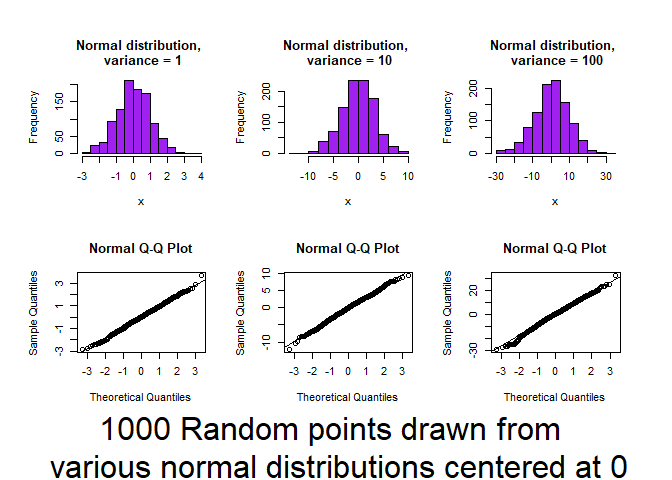 Normal distribution,
variance = 1
Normal distribution,
variance = 10
Normal distribution,
variance = 100
Frequency
50
150
0
-3
-1
0
1
2
4
x
Frequency
0
100
200
-10
-5
0
5
10
x
Frequency
0
100
200
-30
-10
10
30
x
Normal Q-Q Plot
Normal Q-Q Plot
Normal Q-Q Plot
Sample Quantiles
-3
-1
1
3
-3
-2
-1
0
1
2
3
Theoretical Quantiles
Sample Quantiles
-10
0
5
10
-3
-2
-1
0
1
2
3
Theoretical Quantiles
Sample Quantiles
-30
0
20
-3
-2
-1
0
1
2
3
Theoretical Quantiles
1000 Random points drawn from
various normal distributions centered at 0